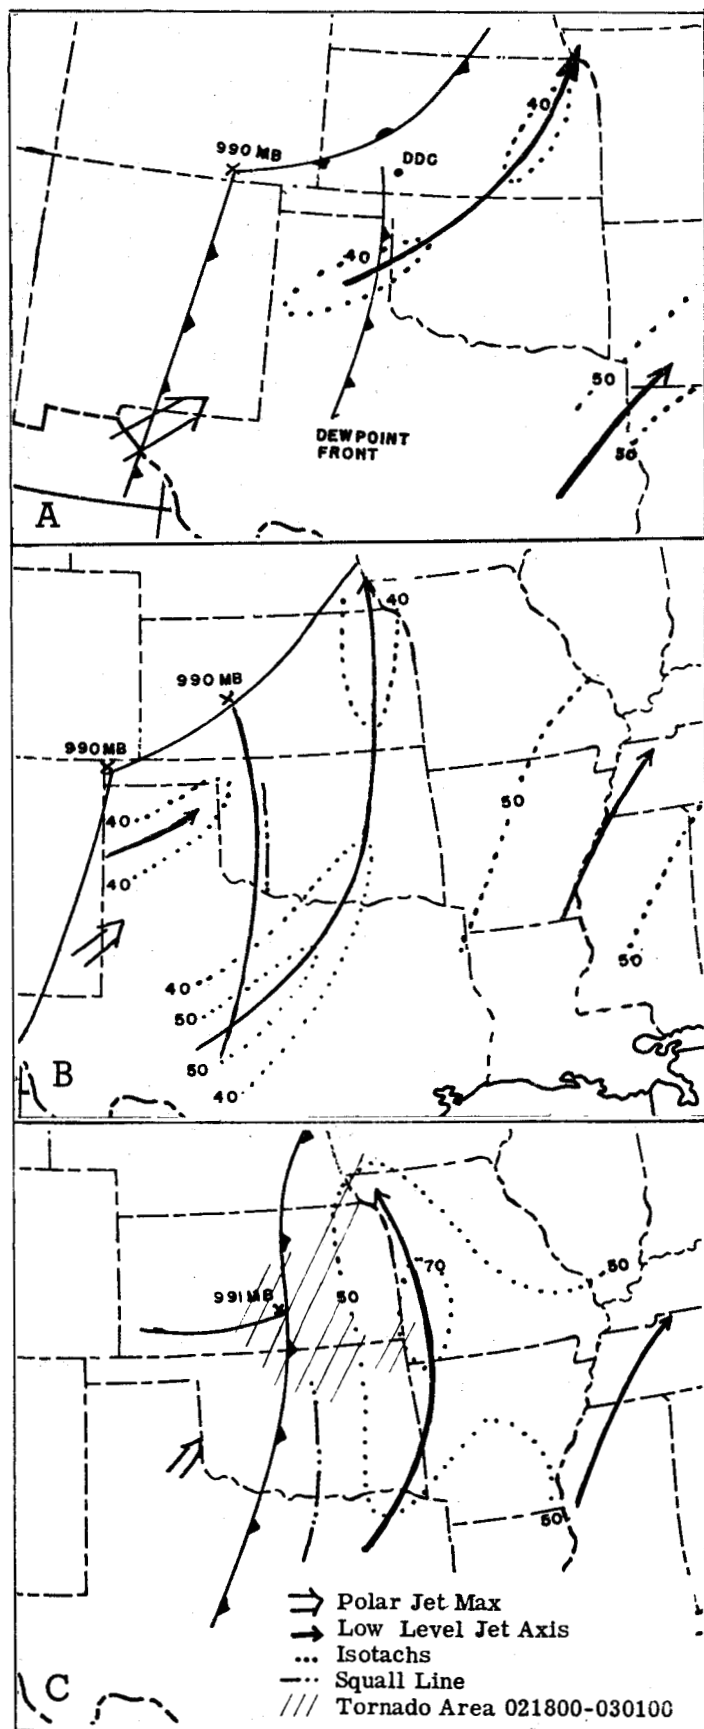 40
990 MB
DDC
40
50
DEWPOINT
FRONT
50
A
40
990 MB
990 MB
40
50
40
40
50
50
50
40
B
50
70
991 MB
50
50
Polar Jet Max
Low Level Jet Axis
Isotachs
Squall Line
Tornado Area 021800-030100
C